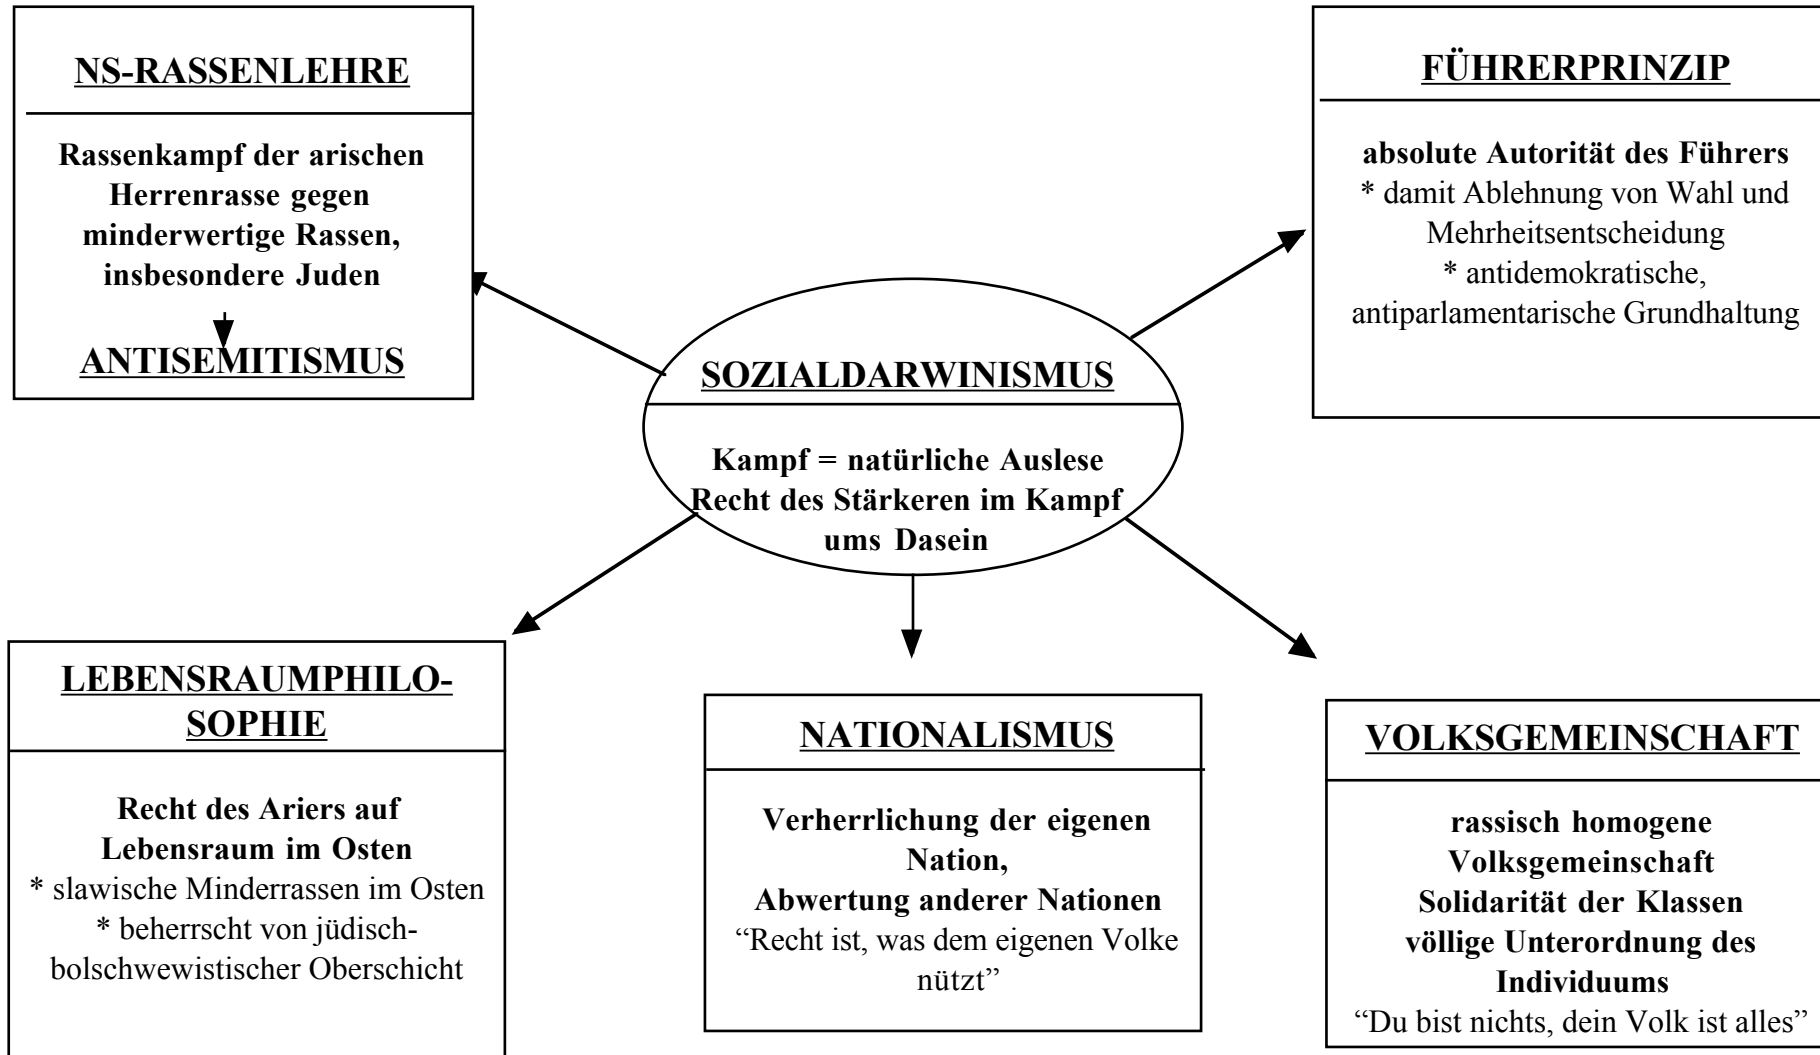 NS-RASSENLEHRE
Rassenkampf der arischen
Herrenrasse gegen
minderwertige Rassen,
insbesondere Juden
ANTISEMITISMUS
FÜHRERPRINZIP
absolute Autorität des Führers
* damit Ablehnung von Wahl und
Mehrheitsentscheidung
* antidemokratische,
antiparlamentarische Grundhaltung
SOZIALDARWINISMUS
Kampf = natürliche Auslese
Recht des Stärkeren im Kampf
ums Dasein
LEBENSRAUMPHILO-
SOPHIE
Recht des Ariers auf
Lebensraum im Osten
* slawische Minderrassen im Osten
* beherrscht von jüdisch-
bolschwewistischer Oberschicht
NATIONALISMUS
Verherrlichung der eigenen
Nation,
Abwertung anderer Nationen
“Recht ist, was dem eigenen Volke
nützt”
VOLKSGEMEINSCHAFT
rassisch homogene
Volksgemeinschaft
Solidarität der Klassen
völlige Unterordnung des
Individuums
“Du bist nichts, dein Volk ist alles”